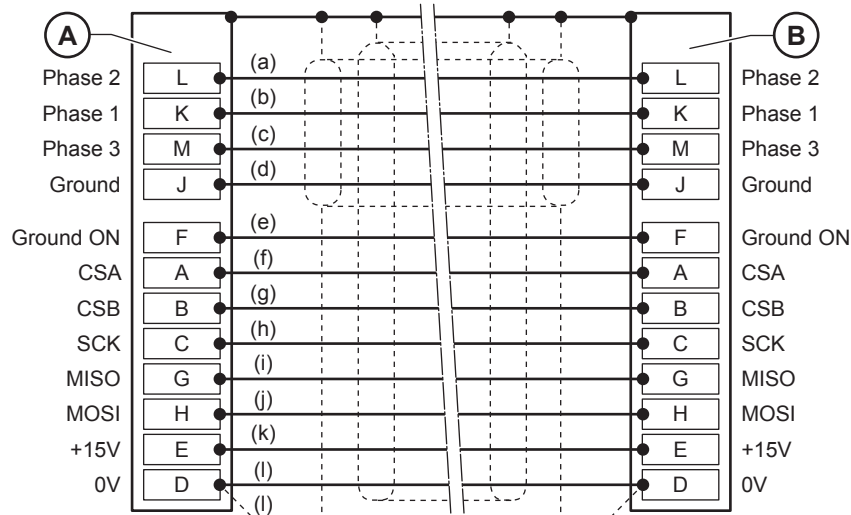 A B
Phase 2 L (a) L Phase 2
Phase 1 K (b) K Phase 1
Phase 3 M (c) M Phase 3
Ground J (d) J Ground
Ground ON F (e) F Ground ON
CSA A (f) A CSA
CSB B (g) B CSB
SCK C (h) C SCK
MISO G (i) G MISO
MOSI H (j) H MOSI
+15V E (k) E +15V
0V D (l) D 0V
(l)